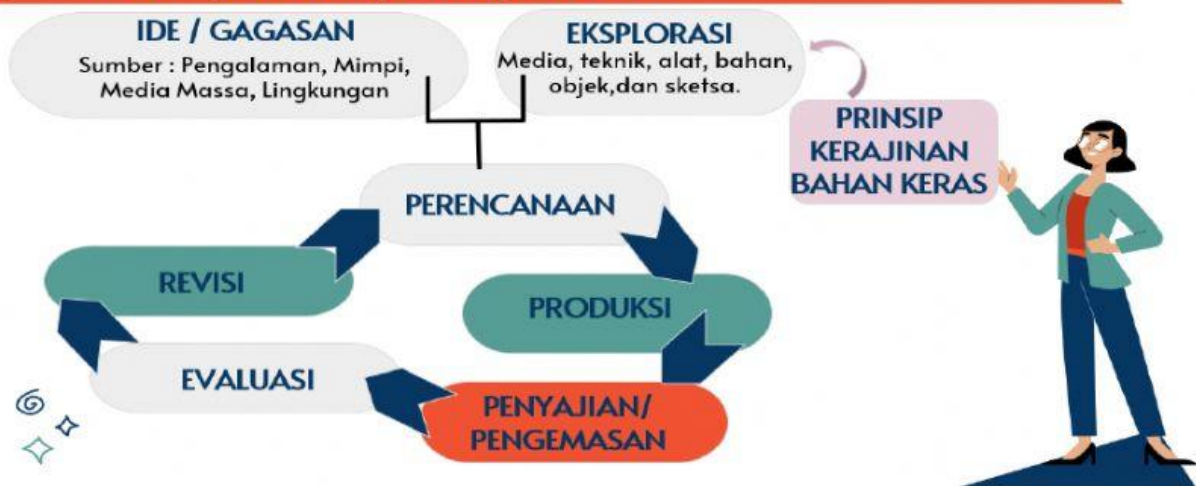 IDE / GAGASAN
Sumber : Pengalaman, Mimpi,
Media Massa, Lingkungan
EKSPLORASI
Media, teknik, alat, bahan,
objek,dan sketsa.
PRINSIP
KERAJINAN
BAHAN KERAS
PERENCANAAN
REVISI
PRODUKSI
EVALUASI
PENYAJIAN/
PENGEMASAN